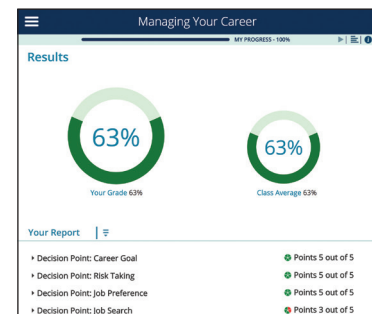 Managing Your Career
MY PROGRESS - 100%
Results
63%
63%
Your Grade 63%
Class Average 63%
Your Report
Decision Point: Career Goal
Points 5 out of 5
Decision Point: Risk Taking
Points 5 out of 5
Decision Point: Job Preference
Points 5 out of 5
Decision Point: Job Search
Points 3 out of 5